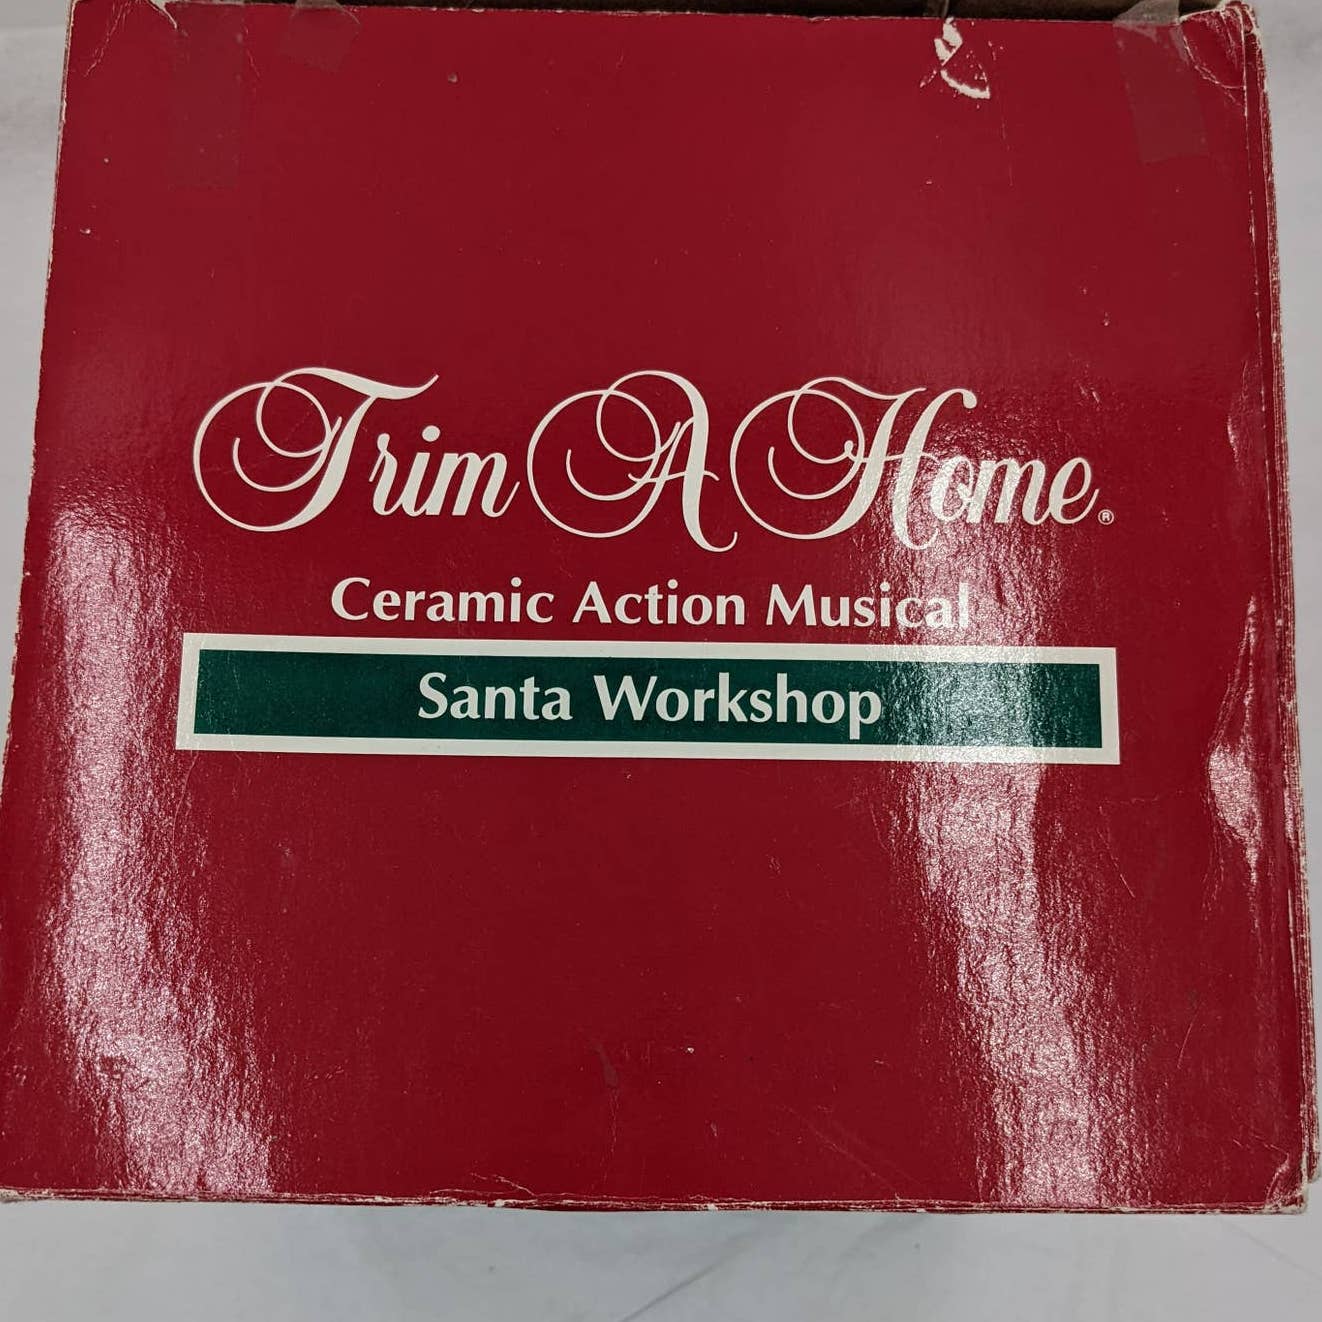 Trim A Home®
Ceramic Action Musical
Santa Workshop